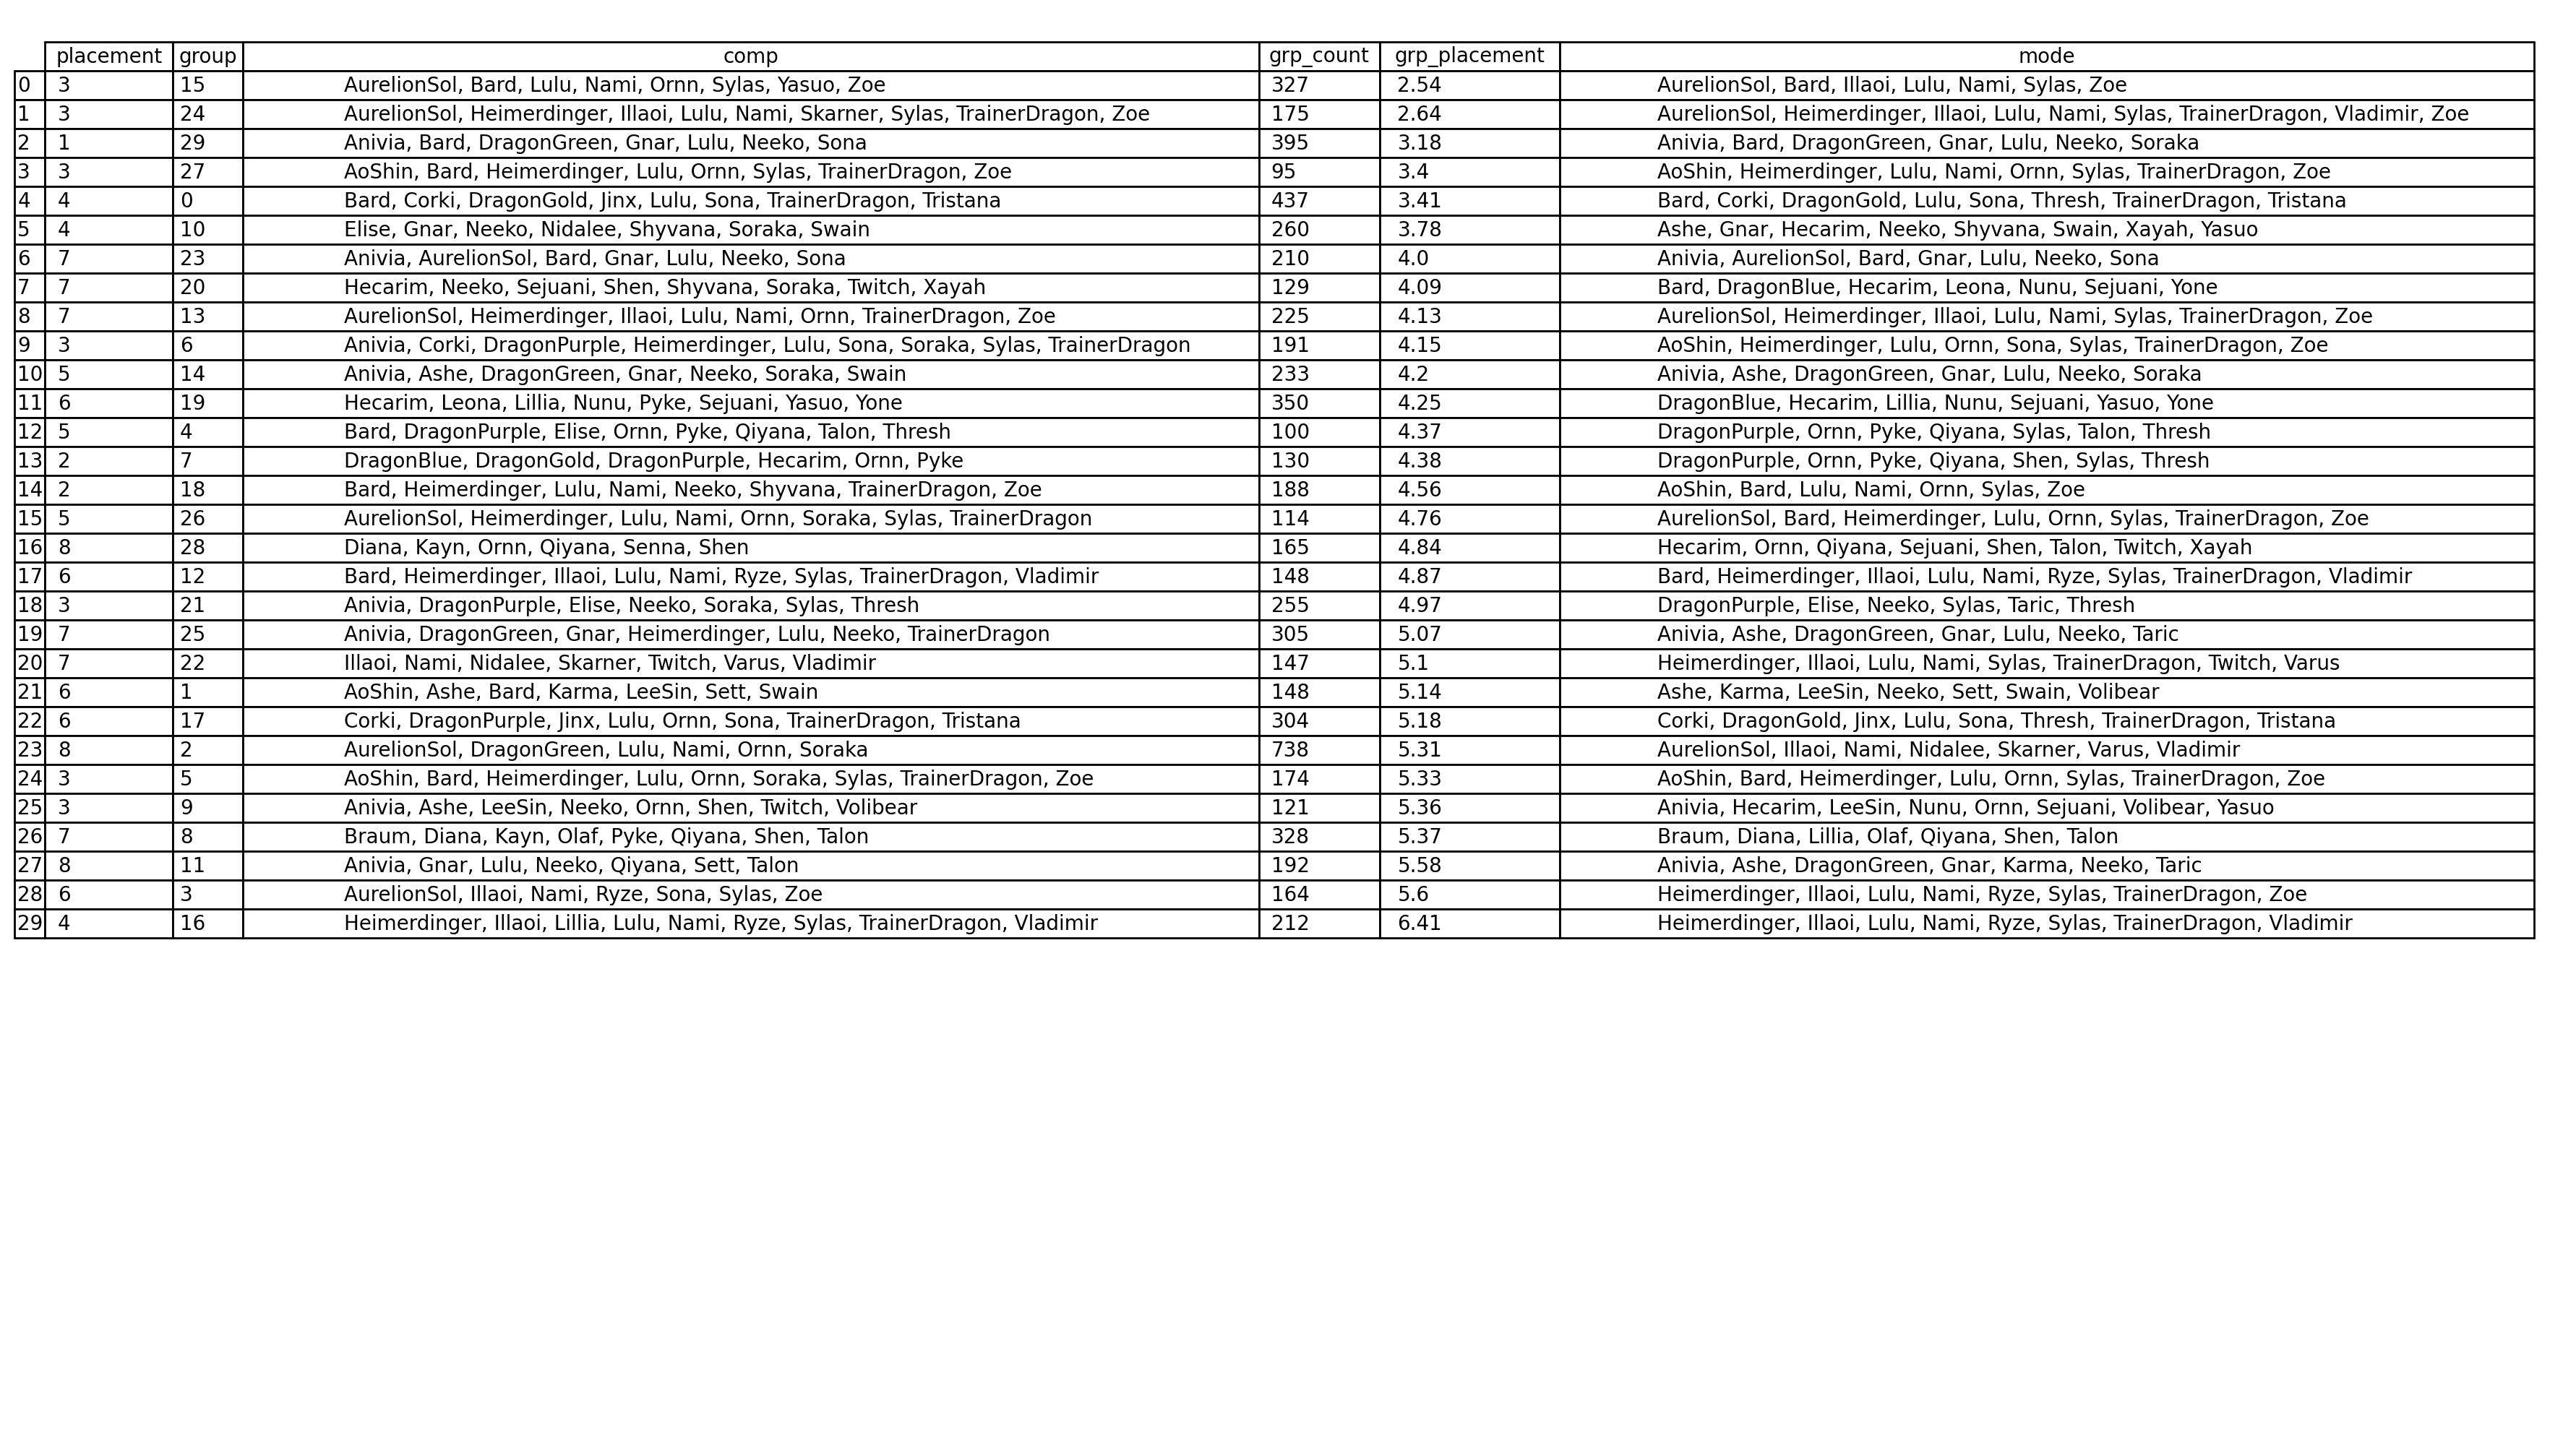 placement group comp grp_count grp_placement mode
0 3 15 AurelionSol, Bard, Lulu, Nami, Ornn, Sylas, Yasuo, Zoe 327 2.54 AurelionSol, Bard, Illaoi, Lulu, Nami, Sylas, Zoe
1 3 24 AurelionSol, Heimerdinger, Illaoi, Lulu, Nami, Skarner, Sylas, TrainerDragon, Zoe 175 2.64 AurelionSol, Heimerdinger, Illaoi, Lulu, Nami, Sylas, TrainerDragon, Vladimir, Zoe
2 1 29 Anivia, Bard, DragonGreen, Gnar, Lulu, Neeko, Sona 395 3.18 Anivia, Bard, DragonGreen, Gnar, Lulu, Neeko, Soraka
3 3 27 AoShin, Bard, Heimerdinger, Lulu, Ornn, Sylas, TrainerDragon, Zoe 95 3.4 AoShin, Heimerdinger, Lulu, Nami, Ornn, Sylas, TrainerDragon, Zoe
4 4 0 Bard, Corki, DragonGold, Jinx, Lulu, Sona, TrainerDragon, Tristana 437 3.41 Bard, Corki, DragonGold, Lulu, Sona, Thresh, TrainerDragon, Tristana
5 4 10 Elise, Gnar, Neeko, Nidalee, Shyvana, Soraka, Swain 260 3.78 Ashe, Gnar, Hecarim, Neeko, Shyvana, Swain, Xayah, Yasuo
6 7 23 Anivia, AurelionSol, Bard, Gnar, Lulu, Neeko, Sona 210 4.0 Anivia, AurelionSol, Bard, Gnar, Lulu, Neeko, Sona
7 7 20 Hecarim, Neeko, Sejuani, Shen, Shyvana, Soraka, Twitch, Xayah 129 4.09 Bard, DragonBlue, Hecarim, Leona, Nunu, Sejuani, Yone
8 7 13 AurelionSol, Heimerdinger, Illaoi, Lulu, Nami, Ornn, TrainerDragon, Zoe 225 4.13 AurelionSol, Heimerdinger, Illaoi, Lulu, Nami, Sylas, TrainerDragon, Zoe
9 3 6 Anivia, Corki, DragonPurple, Heimerdinger, Lulu, Sona, Soraka, Sylas, TrainerDragon 191 4.15 AoShin, Heimerdinger, Lulu, Ornn, Sona, Sylas, TrainerDragon, Zoe
10 5 14 Anivia, Ashe, DragonGreen, Gnar, Neeko, Soraka, Swain 233 4.2 Anivia, Ashe, DragonGreen, Gnar, Lulu, Neeko, Soraka
11 6 19 Hecarim, Leona, Lillia, Nunu, Pyke, Sejuani, Yasuo, Yone 350 4.25 DragonBlue, Hecarim, Lillia, Nunu, Sejuani, Yasuo, Yone
12 5 4 Bard, DragonPurple, Elise, Ornn, Pyke, Qiyana, Talon, Thresh 100 4.37 DragonPurple, Ornn, Pyke, Qiyana, Sylas, Talon, Thresh
13 2 7 DragonBlue, DragonGold, DragonPurple, Hecarim, Ornn, Pyke 130 4.38 DragonPurple, Ornn, Pyke, Qiyana, Shen, Sylas, Thresh
14 2 18 Bard, Heimerdinger, Lulu, Nami, Neeko, Shyvana, TrainerDragon, Zoe 188 4.56 AoShin, Bard, Lulu, Nami, Ornn, Sylas, Zoe
15 5 26 AurelionSol, Heimerdinger, Lulu, Nami, Ornn, Soraka, Sylas, TrainerDragon 114 4.76 AurelionSol, Bard, Heimerdinger, Lulu, Ornn, Sylas, TrainerDragon, Zoe
16 8 28 Diana, Kayn, Ornn, Qiyana, Senna, Shen 165 4.84 Hecarim, Ornn, Qiyana, Sejuani, Shen, Talon, Twitch, Xayah
17 6 12 Bard, Heimerdinger, Illaoi, Lulu, Nami, Ryze, Sylas, TrainerDragon, Vladimir 148 4.87 Bard, Heimerdinger, Illaoi, Lulu, Nami, Ryze, Sylas, TrainerDragon, Vladimir
18 3 21 Anivia, DragonPurple, Elise, Neeko, Soraka, Sylas, Thresh 255 4.97 DragonPurple, Elise, Neeko, Sylas, Taric, Thresh
19 7 25 Anivia, DragonGreen, Gnar, Heimerdinger, Lulu, Neeko, TrainerDragon 305 5.07 Anivia, Ashe, DragonGreen, Gnar, Lulu, Neeko, Taric
20 7 22 Illaoi, Nami, Nidalee, Skarner, Twitch, Varus, Vladimir 147 5.1 Heimerdinger, Illaoi, Lulu, Nami, Sylas, TrainerDragon, Twitch, Varus
21 6 1 AoShin, Ashe, Bard, Karma, LeeSin, Sett, Swain 148 5.14 Ashe, Karma, LeeSin, Neeko, Sett, Swain, Volibear
22 6 17 Corki, DragonPurple, Jinx, Lulu, Ornn, Sona, TrainerDragon, Tristana 304 5.18 Corki, DragonGold, Jinx, Lulu, Sona, Thresh, TrainerDragon, Tristana
23 8 2 AurelionSol, DragonGreen, Lulu, Nami, Ornn, Soraka 738 5.31 AurelionSol, Illaoi, Nami, Nidalee, Skarner, Varus, Vladimir
24 3 5 AoShin, Bard, Heimerdinger, Lulu, Ornn, Soraka, Sylas, TrainerDragon, Zoe 174 5.33 AoShin, Bard, Heimerdinger, Lulu, Ornn, Sylas, TrainerDragon, Zoe
25 3 9 Anivia, Ashe, LeeSin, Neeko, Ornn, Shen, Twitch, Volibear 121 5.36 Anivia, Hecarim, LeeSin, Nunu, Ornn, Sejuani, Volibear, Yasuo
26 7 8 Braum, Diana, Kayn, Olaf, Pyke, Qiyana, Shen, Talon 328 5.37 Braum, Diana, Lillia, Olaf, Qiyana, Shen, Talon
27 8 11 Anivia, Gnar, Lulu, Neeko, Qiyana, Sett, Talon 192 5.58 Anivia, Ashe, DragonGreen, Gnar, Karma, Neeko, Taric
28 6 3 AurelionSol, Illaoi, Nami, Ryze, Sona, Sylas, Zoe 164 5.6 Heimerdinger, Illaoi, Lulu, Nami, Ryze, Sylas, TrainerDragon, Zoe
29 4 16 Heimerdinger, Illaoi, Lillia, Lulu, Nami, Ryze, Sylas, TrainerDragon, Vladimir 212 6.41 Heimerdinger, Illaoi, Lulu, Nami, Ryze, Sylas, TrainerDragon, Vladimir